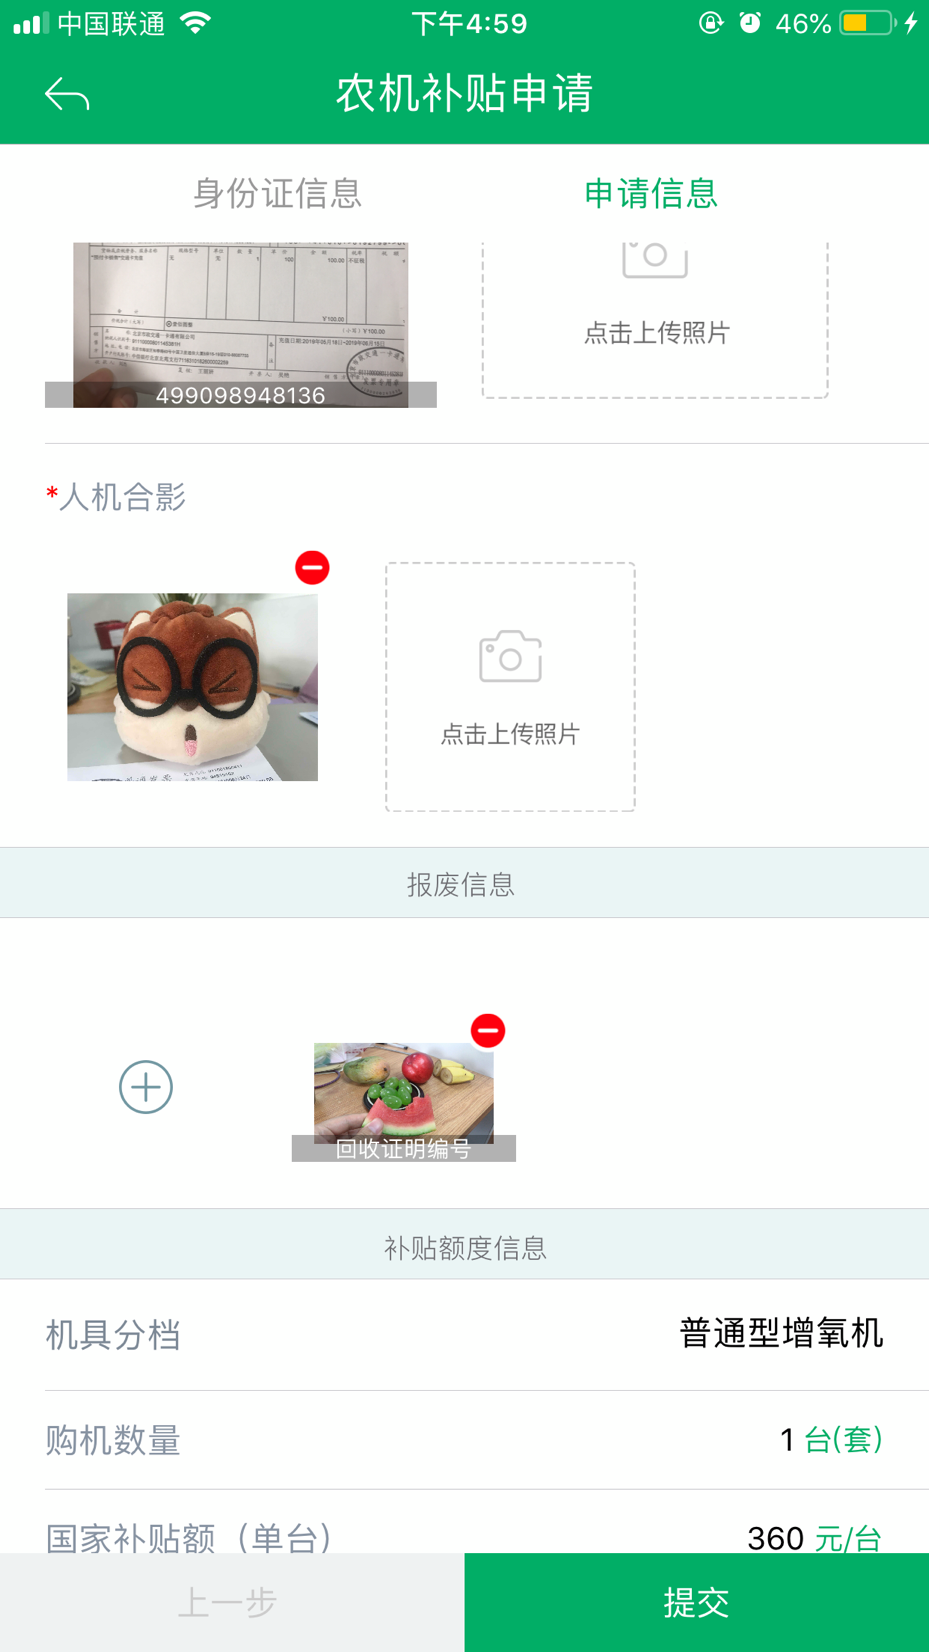 中国联通
下午4:59
46%
农机补贴申请
身份证信息
申请信息
499098948136
点击上传照片
*人机合影
点击上传照片
报废信息
回收证明编号
补贴额度信息
机具分档
普通型增氧机
购机数量
1 台(套)
国家补贴额（单台）
360 元/台
上一步
提交